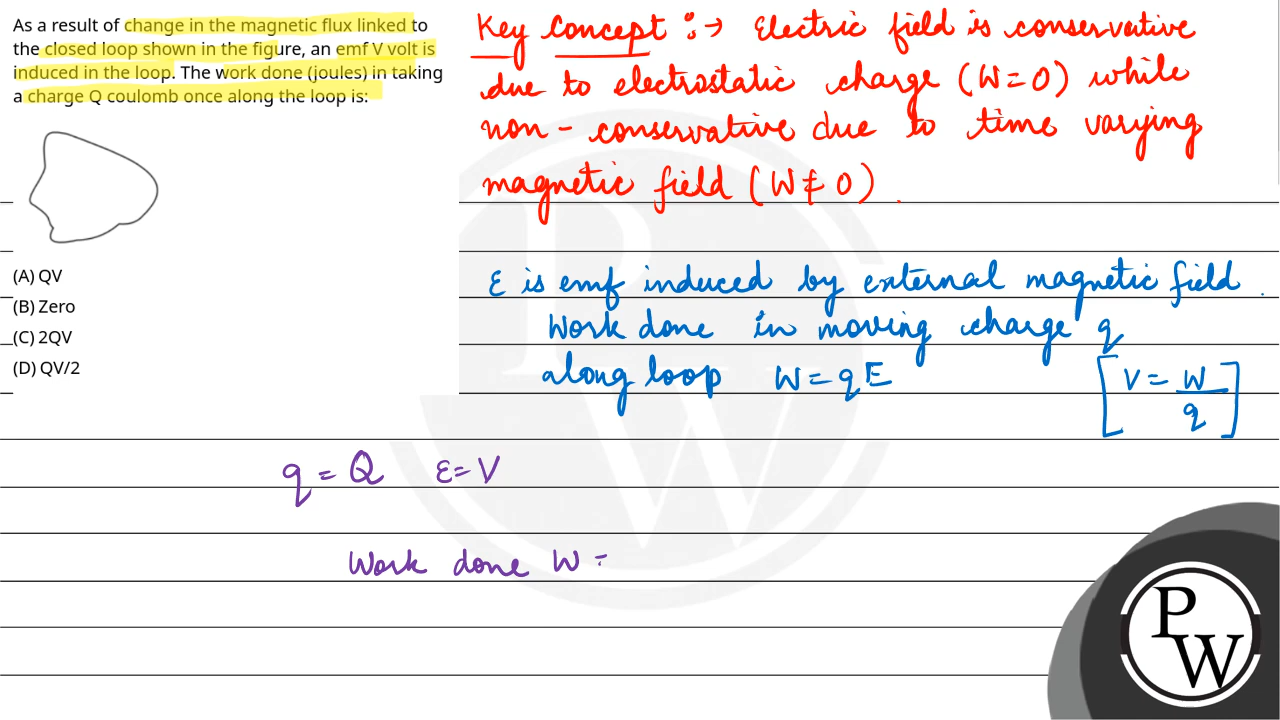 As a result of change in the magnetic flux linked to
the closed loop shown in the figure, an emf V volt is
induced in the loop. The work done (joules) in taking
a charge Q coulomb once along the loop is:
(A) QV
(B) Zero
(C) 2QV
(D) QV/2
Key concept :→ Electric field is conservative
due to electrostatic charge (W=0) while
non-conservative due to time varying
magnetic field (W≠0).
ε is emf induced by external magnetic field.
Work done in moving charge q
along loop W=qE
[V = W/q]
q = Q ε=V
Work done W =
P
W